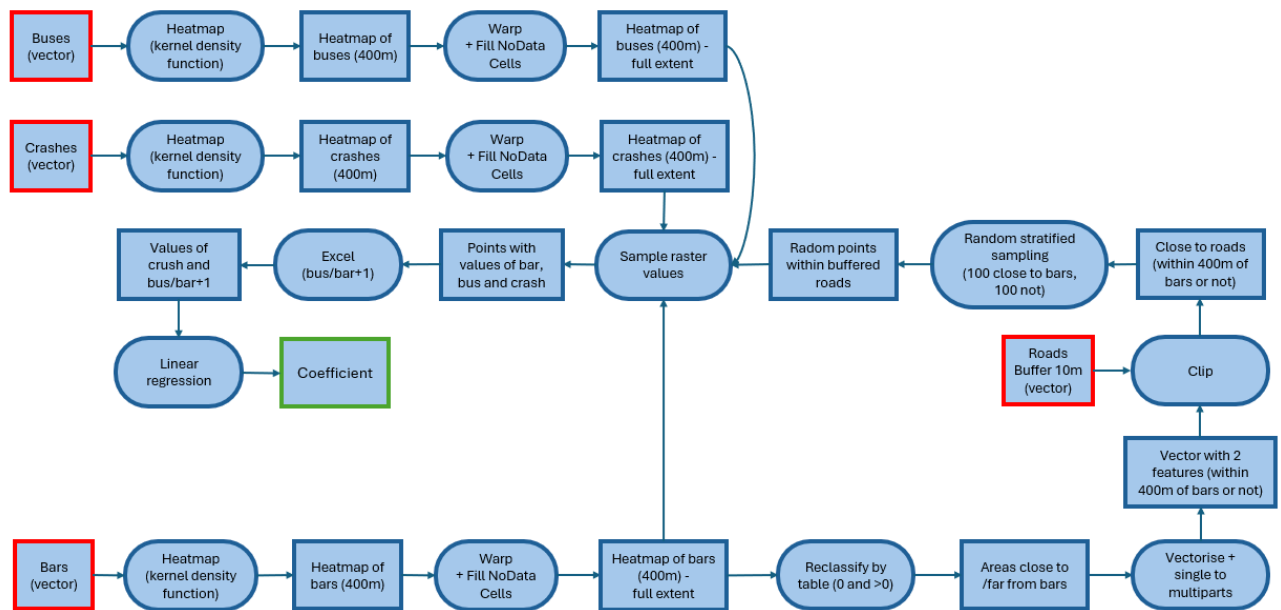 Buses
(vector)
Heatmap
(kernel density
function)
Heatmap of
buses (400m)
Warp
+ Fill NoData
Cells
Heatmap of
buses (400m) -
full extent
Crashes
(vector)
Heatmap
(kernel density
function)
Heatmap of
crashes
(400m)
Warp
+ Fill NoData
Cells
Heatmap of
crashes (400m) -
full extent
Values of
crush and
bus/bar+1
Excel
(bus/bar+1)
Points with
values of bar,
bus and crash
Sample raster
values
Radom points
within buffered
roads
Random stratified
sampling
(100 close to bars,
100 not)
Close to roads
(within 400m of
bars or not)
Linear
regression
Coefficient
Roads
Buffer 10m
(vector)
Clip
Vector with 2
features (within
400m of bars or not)
Bars
(vector)
Heatmap
(kernel density
function)
Heatmap of
bars (400m)
Warp
+ Fill NoData
Cells
Heatmap of bars
(400m) -
full extent
Reclassify by
table (0 and >0)
Areas close to
/far from bars
Vectorise +
single to
multiparts